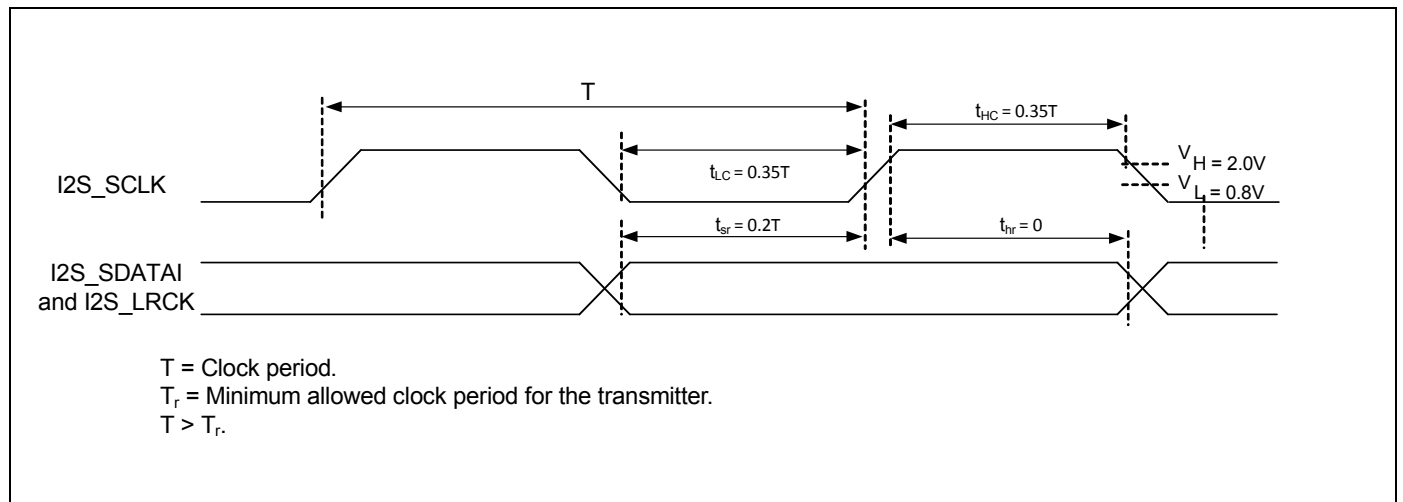 T
tHC = 0.35T
I2S_SCLK
tLC = 0.35T
VH = 2.0V
VL = 0.8V
tsr = 0.2T
thr = 0
I2S_SDATAI
and I2S_LRCK
T = Clock period.
Tr = Minimum allowed clock period for the transmitter.
T > Tr.